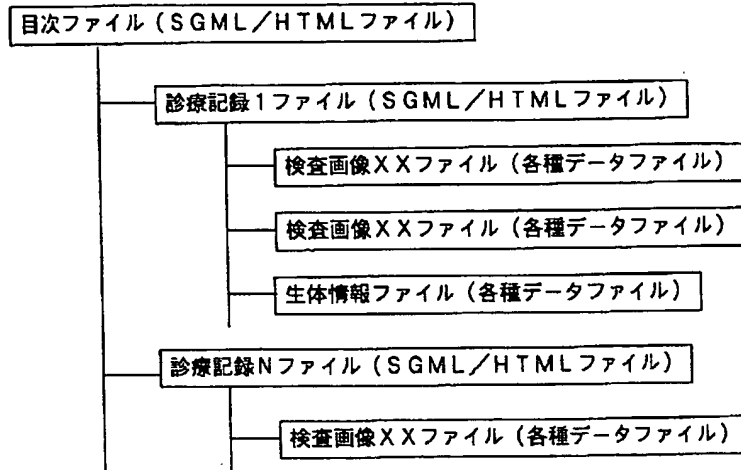 目次ファイル（ＳＧＭＬ／ＨＴＭＬファイル）
診療記録１ファイル（ＳＧＭＬ／ＨＴＭＬファイル）
検査画像ＸＸファイル（各種データファイル）
検査画像ＸＸファイル（各種データファイル）
生体情報ファイル（各種データファイル）
診療記録Ｎファイル（ＳＧＭＬ／ＨＴＭＬファイル）
検査画像ＸＸファイル（各種データファイル）